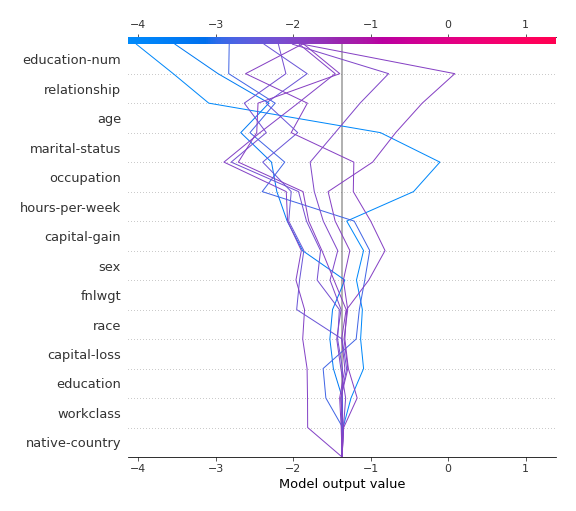 −4 −3 −2 −1 0 1
education-num
relationship
age
marital-status
occupation
hours-per-week
capital-gain
sex
fnlwgt
race
capital-loss
education
workclass
native-country
−4 −3 −2 −1 0 1
Model output value